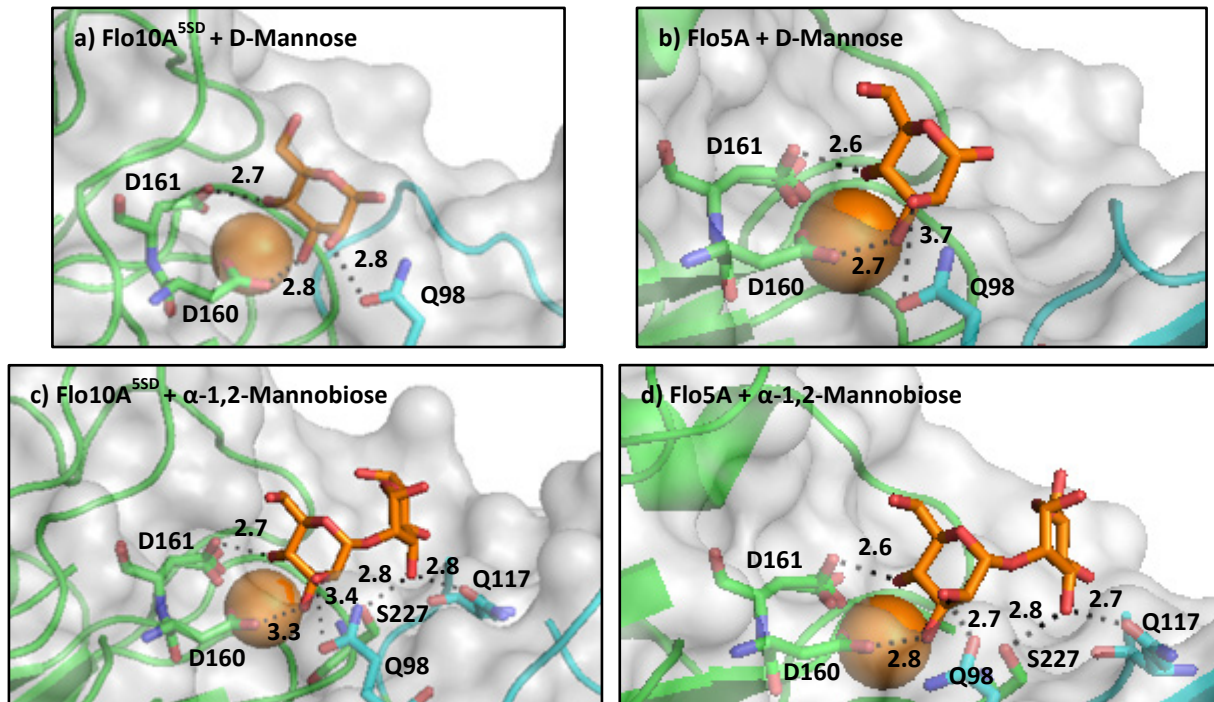 a) Flo10A5SD + D-Mannose
D161
2.7
2.8
2.8
D160
Q98
b) Flo5A + D-Mannose
D161
2.6
3.7
2.7
D160
Q98
c) Flo10A5SD + α-1,2-Mannobiose
D161
2.7
2.8
2.8
Q117
3.4
S227
3.3
D160
Q98
d) Flo5A + α-1,2-Mannobiose
D161
2.6
2.7
2.8
2.7
Q117
D160
2.8
S227
Q98